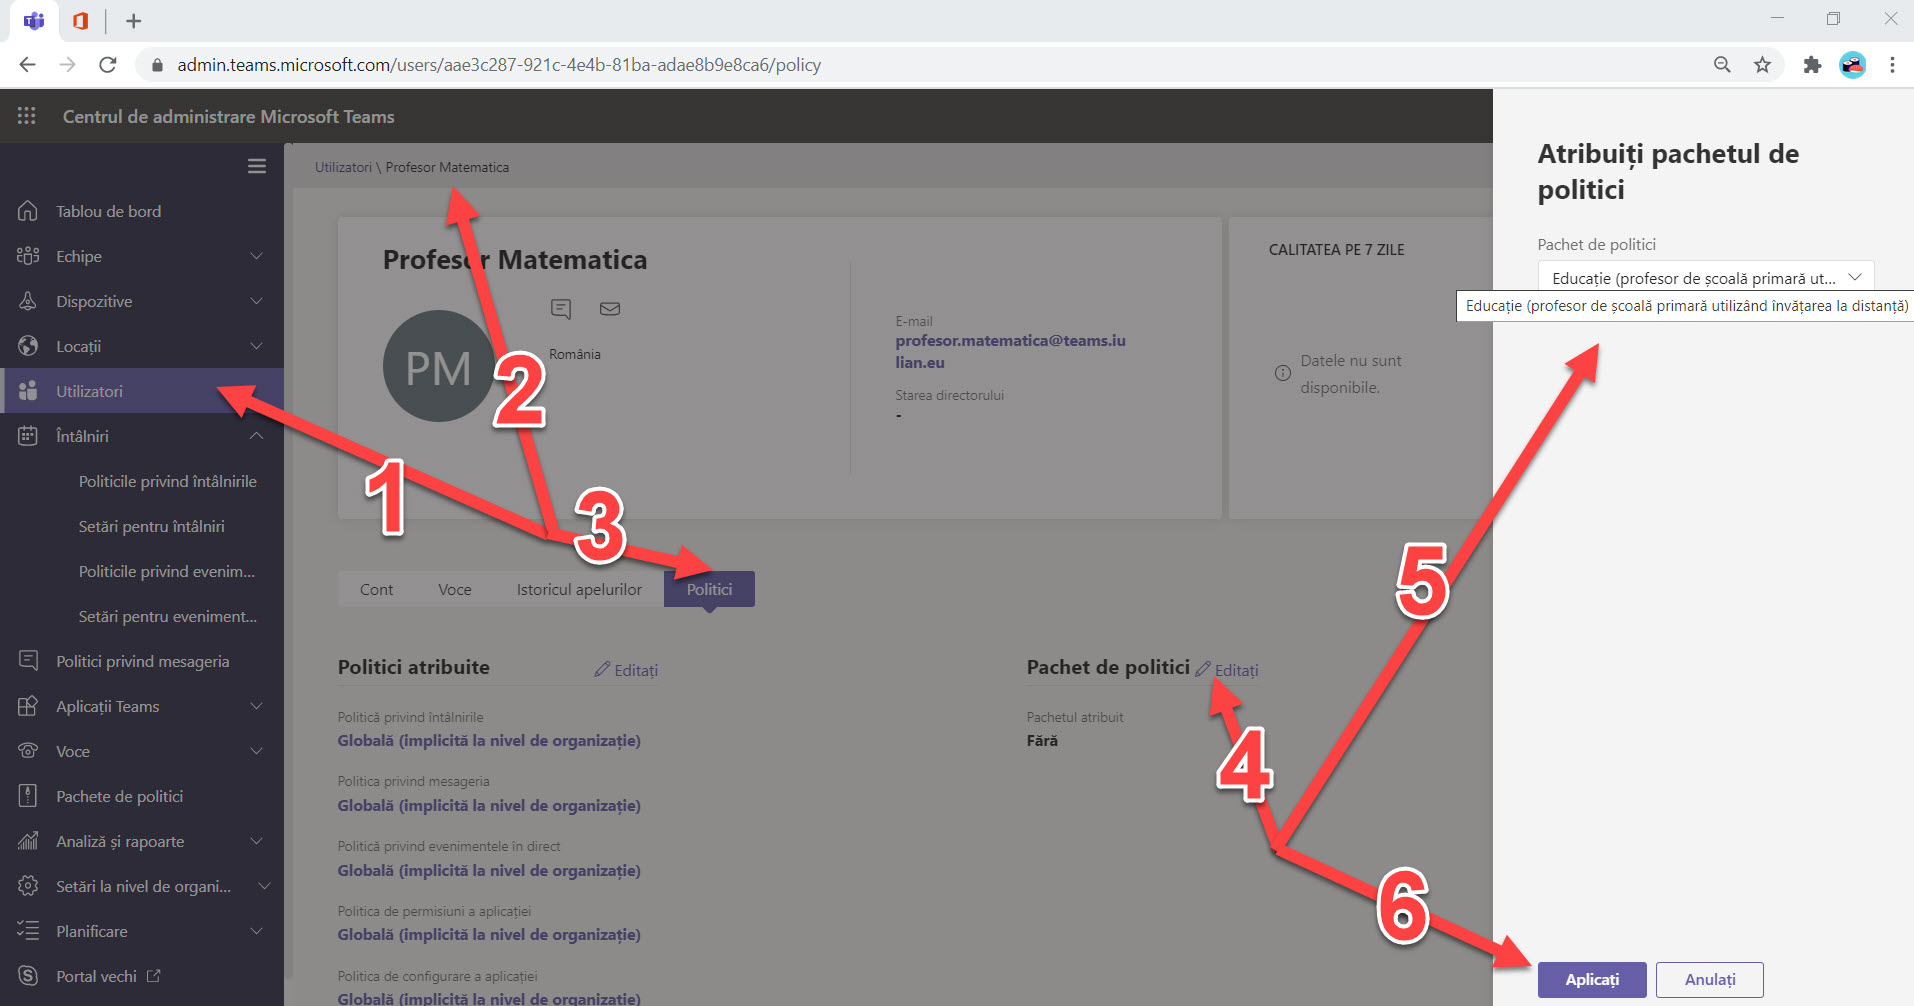 admin.teams.microsoft.com/users/aae3c287-921c-4e4b-81ba-adae8b9e8ca6/policy
Centrul de administrare Microsoft Teams
Tablou de bord
Echipe
Dispozitive
Locații
Utilizatori
Întâlniri
Politicile privind întâlnirile
Setări pentru întâlniri
Politicile privind evenim...
Setări pentru eveniment...
Politici privind mesageria
Aplicații Teams
Voce
Pachete de politici
Analiză și rapoarte
Setări la nivel de organi...
Planificare
Portal vechi
Utilizatori \ Profesor Matematica
Profesor Matematica
PM
România
E-mail
profesor.matematica@teams.iu
lian.eu
Starea directorului
-
CALITATEA PE 7 ZILE
Datele nu sunt
disponibile.
1
2
3
Cont
Voce
Istoricul apelurilor
Politici
Politici atribuite
Editați
Politică privind întâlnirile
Globală (implicită la nivel de organizație)
Politica privind mesageria
Globală (implicită la nivel de organizație)
Politică privind evenimentele în direct
Globală (implicită la nivel de organizație)
Politica de permisiuni a aplicației
Globală (implicită la nivel de organizație)
Politica de configurare a aplicației
Globală (implicită la nivel de organizație)
Pachet de politici
Editați
Pachetul atribuit
Fără
4
5
6
Atribuiți pachetul de
politici
Pachet de politici
Educație (profesor de școală primară ut...
Educație (profesor de școală primară utilizând învățarea la distanță)
Aplicați
Anulați